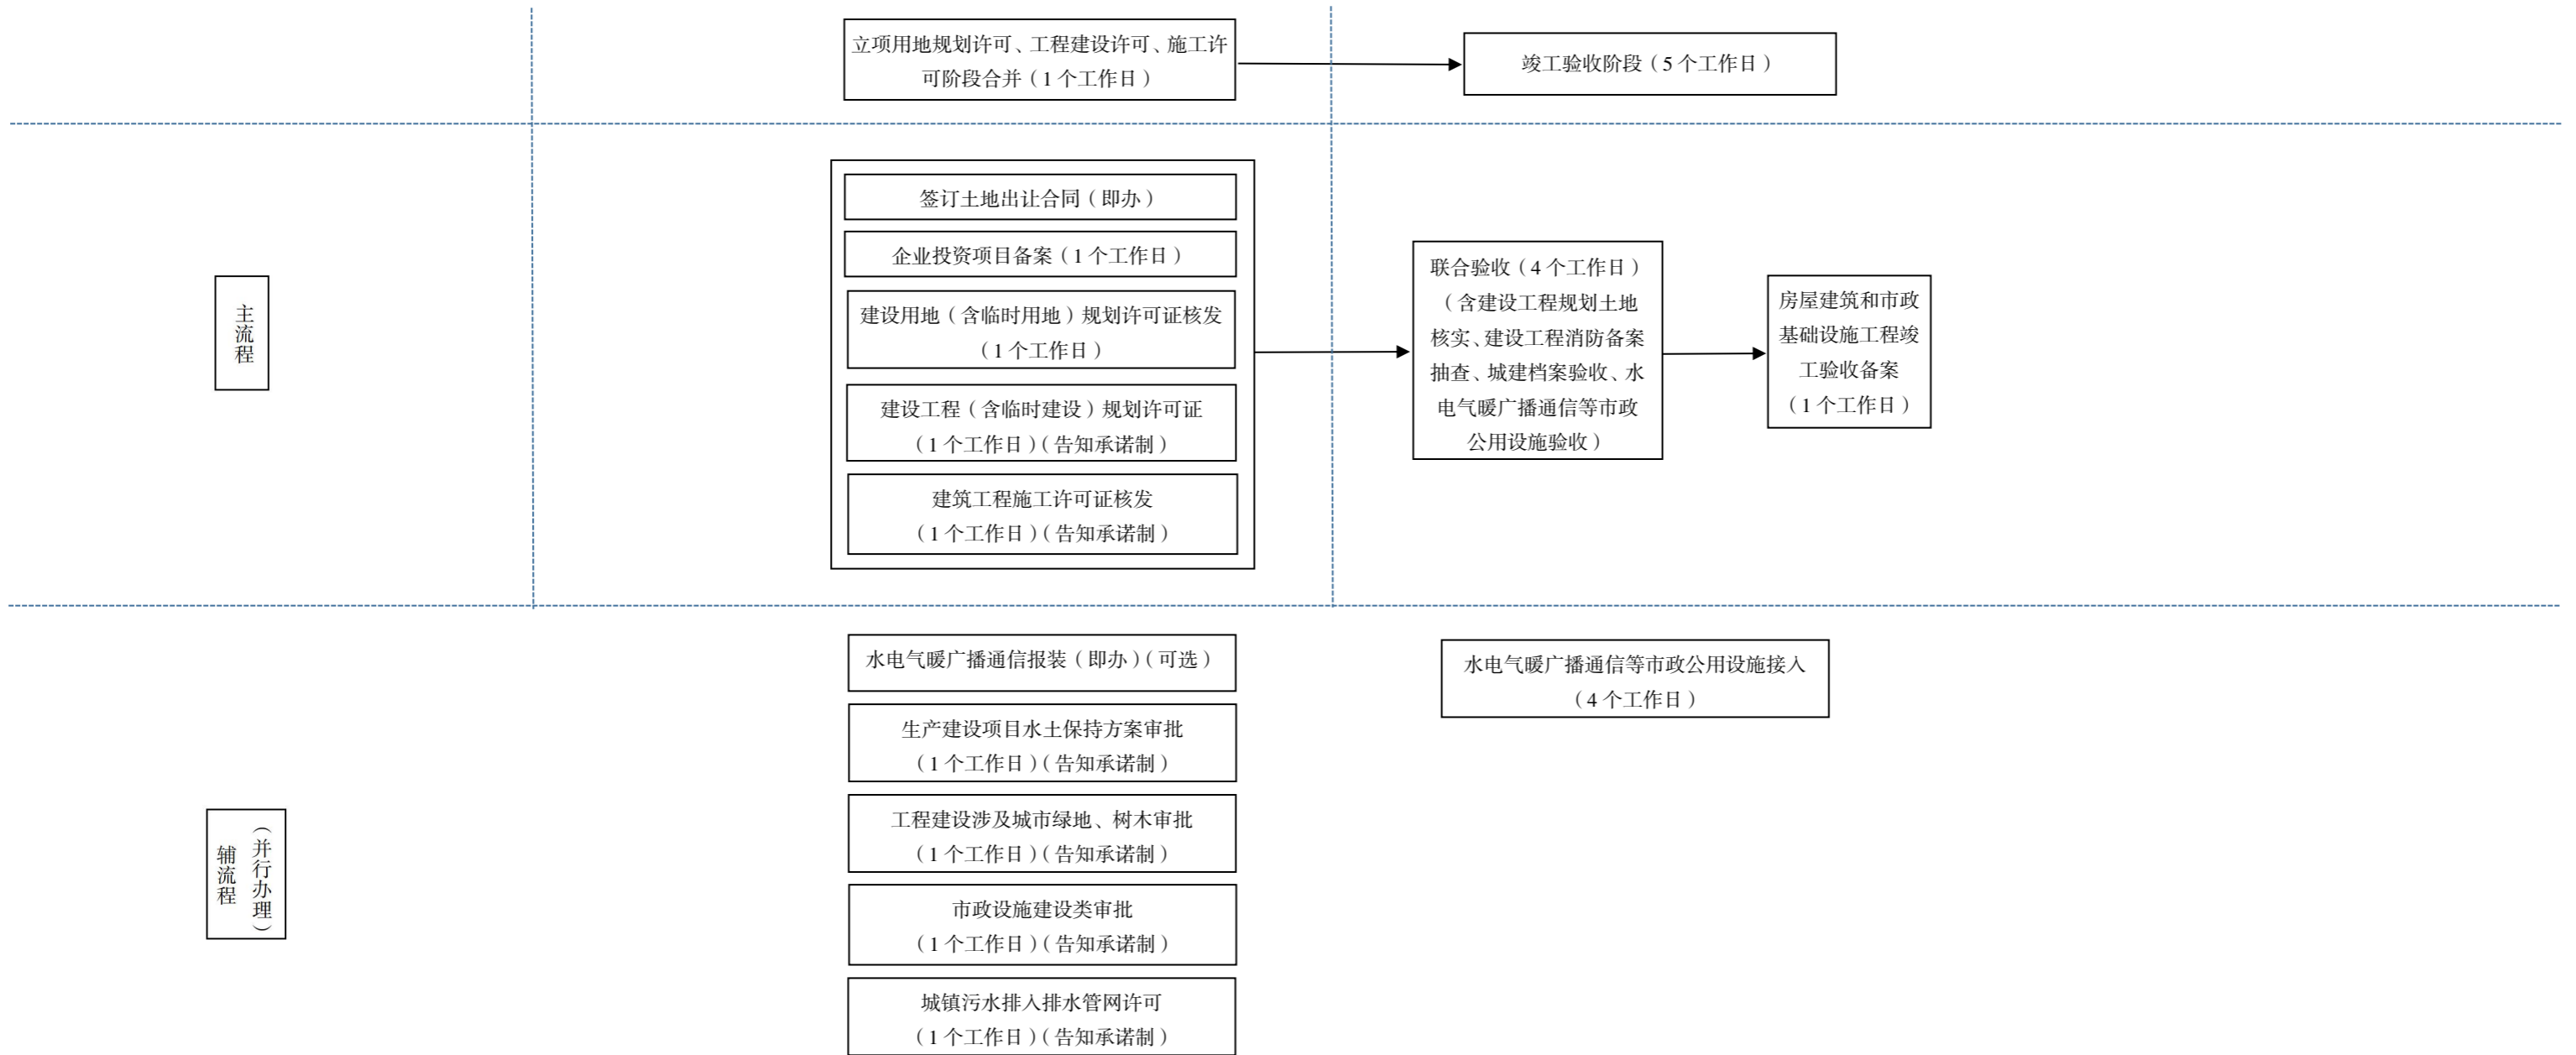 立项用地规划许可、工程建设许可、施工许
可阶段合并（1 个工作日）
竣工验收阶段（5 个工作日）
主流程
签订土地出让合同（即办）
企业投资项目备案（1 个工作日）
建设用地（含临时用地）规划许可证核发
（1 个工作日）
建设工程（含临时建设）规划许可证
（1 个工作日）（告知承诺制）
建筑工程施工许可证核发
（1 个工作日）（告知承诺制）
联合验收（4 个工作日）
（含建设工程规划土地
核实、建设工程消防备案
抽查、城建档案验收、水
电气暖广播通信等市政
公用设施验收）
房屋建筑和市政
基础设施工程竣
工验收备案
（1 个工作日）
辅流程
（并行办理）
水电气暖广播通信报装（即办）（可选）
生产建设项目水土保持方案审批
（1 个工作日）（告知承诺制）
工程建设涉及城市绿地、树木审批
（1 个工作日）（告知承诺制）
市政设施建设类审批
（1 个工作日）（告知承诺制）
城镇污水排入排水管网许可
（1 个工作日）（告知承诺制）
水电气暖广播通信等市政公用设施接入
（4 个工作日）